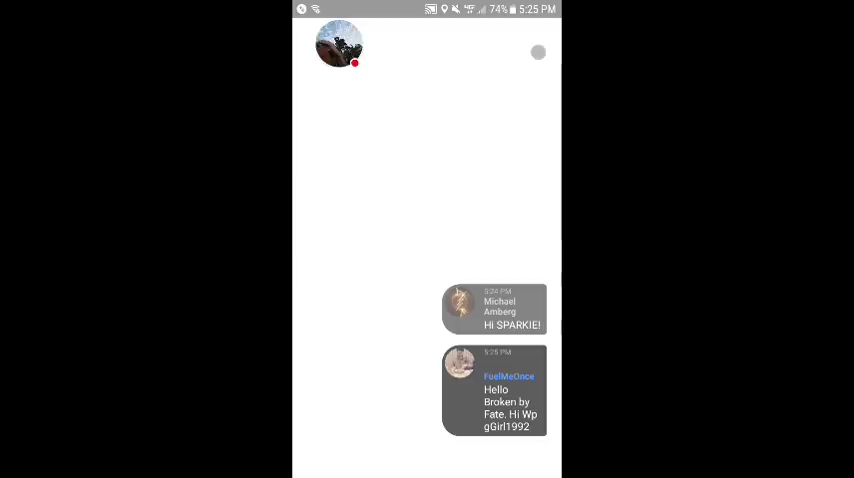 74% 5:25 PM
5:24 PM
Michael
Amberg
Hi SPARKIE!
5:25 PM
FuelMeOnce
Hello
Broken by
Fate. Hi Wp
gGirl1992